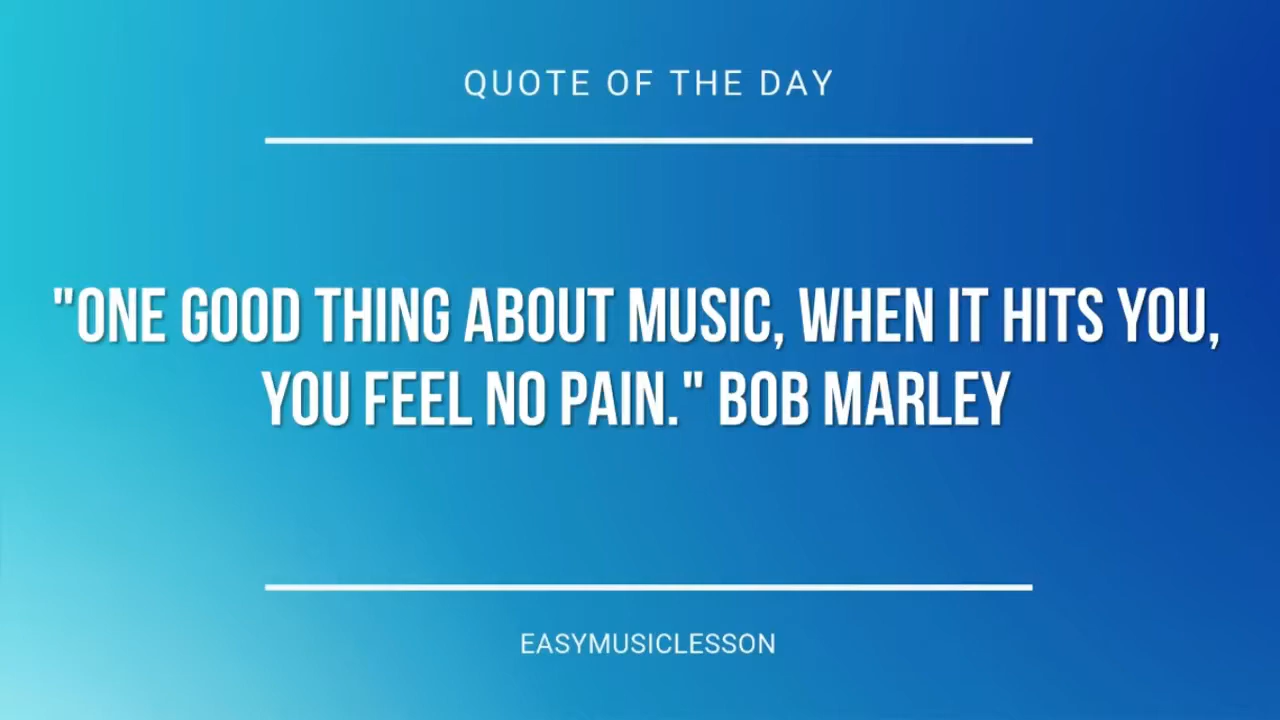 QUOTE OF THE DAY
"ONE GOOD THING ABOUT MUSIC, WHEN IT HITS YOU,
YOU FEEL NO PAIN." BOB MARLEY
EASYMUSICLESSON